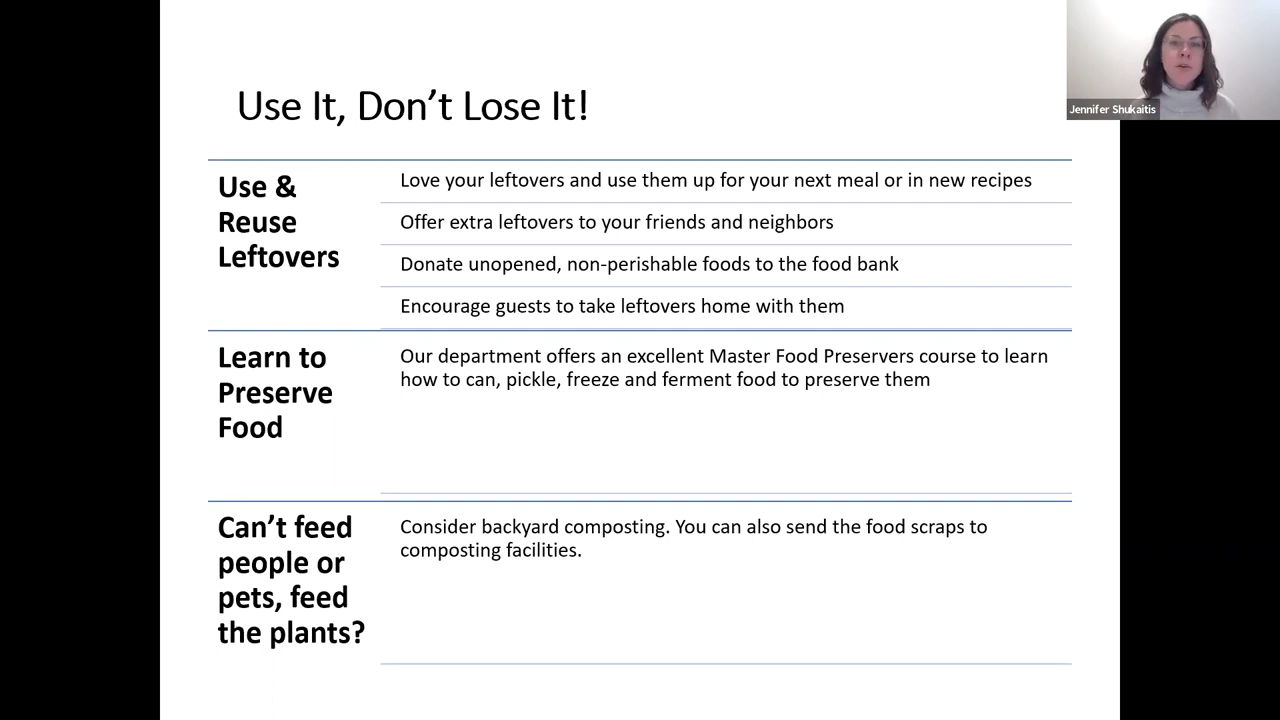 Use It, Don't Lose It!
Jennifer Shukaitis
Use &
Reuse
Leftovers
Love your leftovers and use them up for your next meal or in new recipes
Offer extra leftovers to your friends and neighbors
Donate unopened, non-perishable foods to the food bank
Encourage guests to take leftovers home with them
Learn to
Preserve
Food
Our department offers an excellent Master Food Preservers course to learn
how to can, pickle, freeze and ferment food to preserve them
Can't feed
people or
pets, feed
the plants?
Consider backyard composting. You can also send the food scraps to
composting facilities.